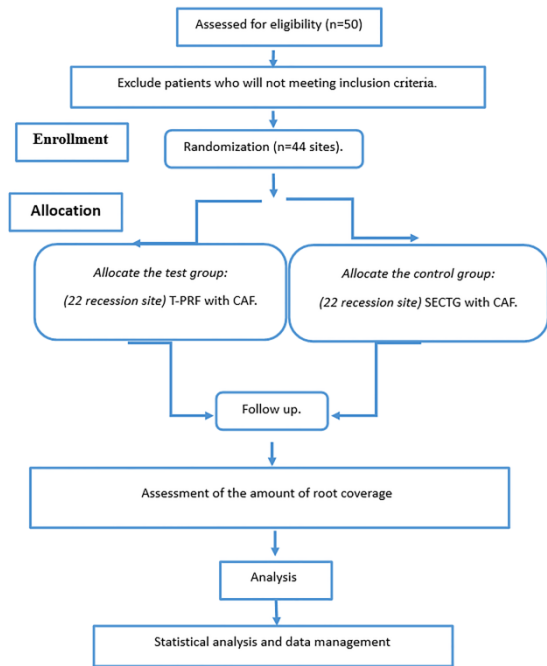 Assessed for eligibility (n=50)
Exclude patients who will not meeting inclusion criteria.
Enrollment
Randomization (n=44 sites).
Allocation
Allocate the test group:
(22 recession site) T-PRF with CAF.
Allocate the control group:
(22 recession site) SECTG with CAF.
Follow up.
Assessment of the amount of root coverage
Analysis
Statistical analysis and data management